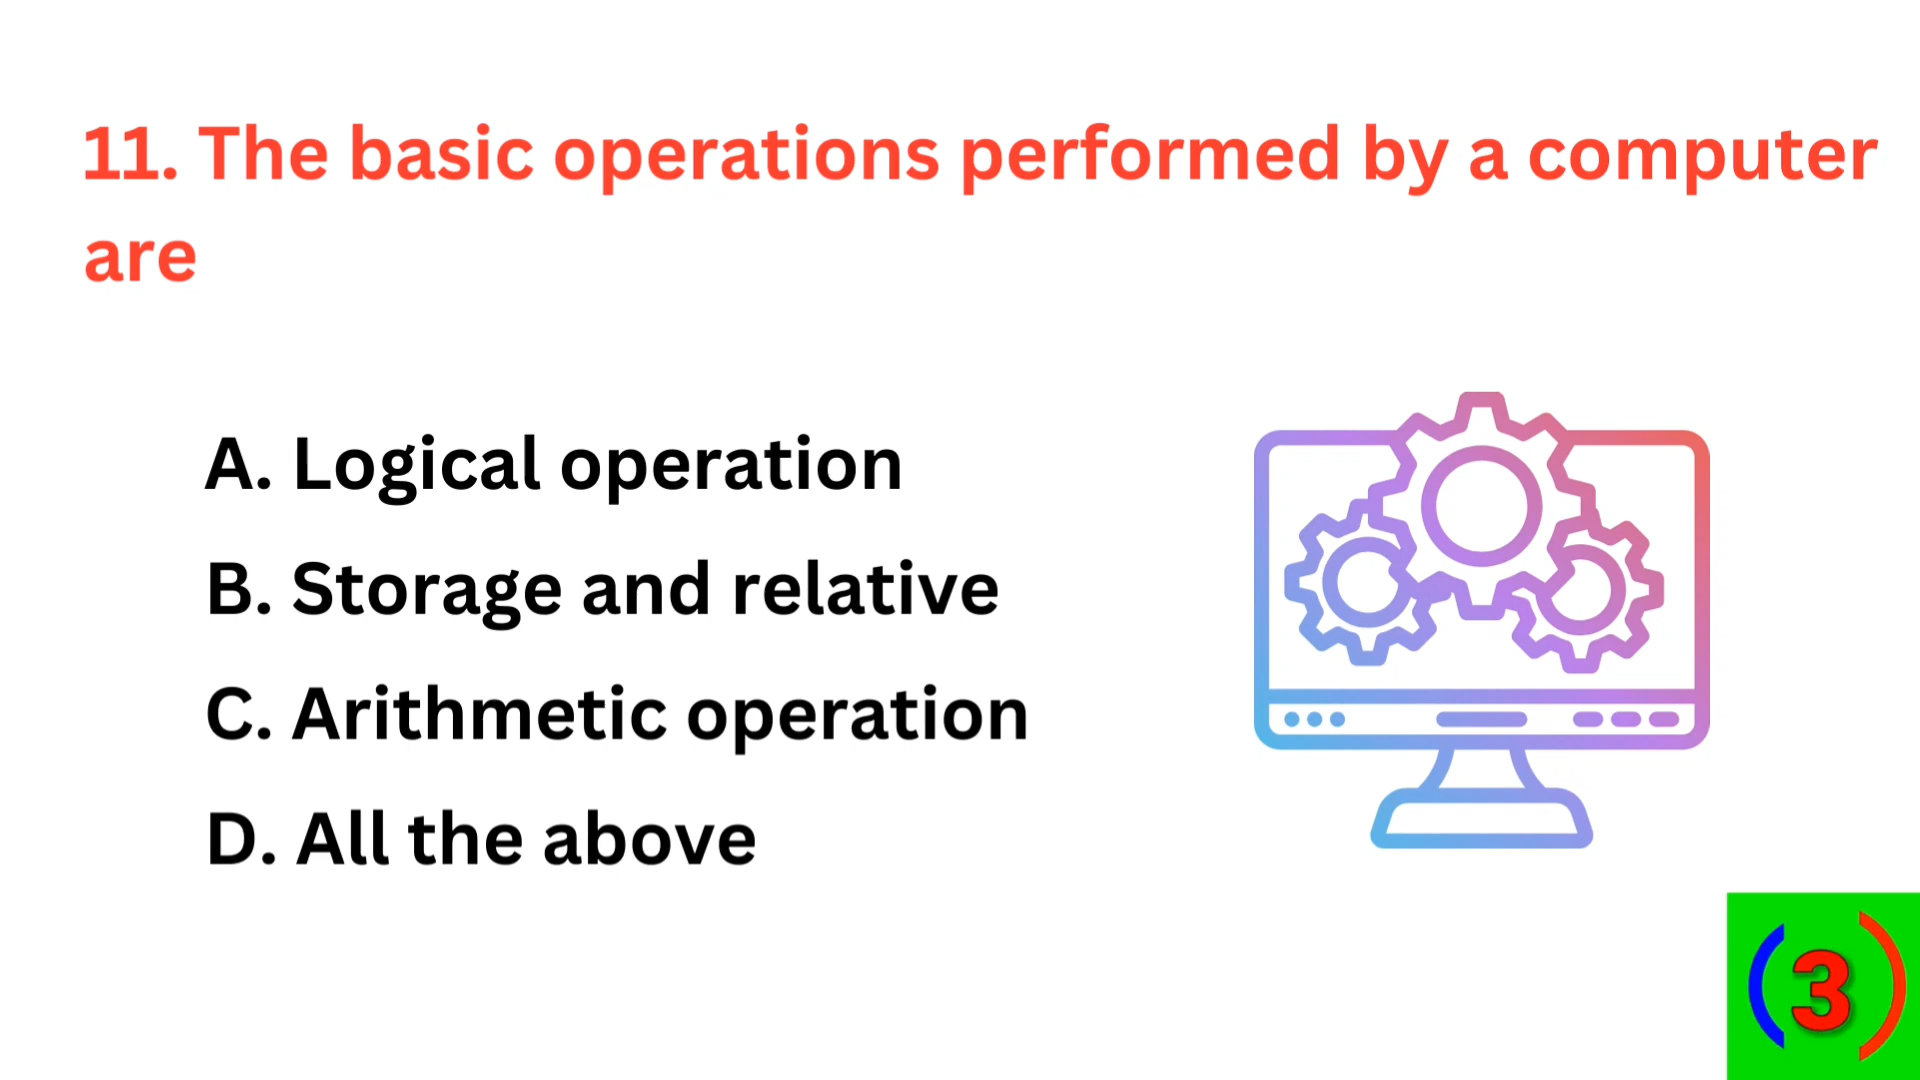 11. The basic operations performed by a computer
are
A. Logical operation
B. Storage and relative
C. Arithmetic operation
D. All the above
3